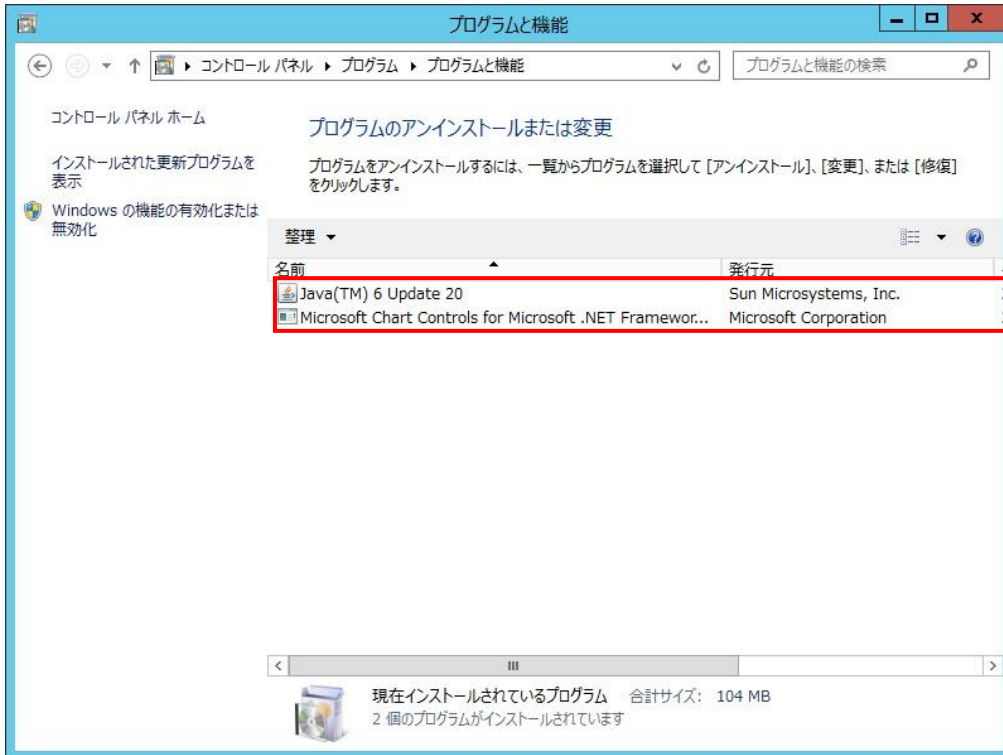 プログラムと機能
コントロール パネル ▸ プログラム ▸ プログラムと機能
プログラムと機能の検索
コントロール パネル ホーム
インストールされた更新プログラムを
表示
Windows の機能の有効化または
無効化
プログラムのアンインストールまたは変更
プログラムをアンインストールするには、一覧からプログラムを選択して [アンインストール]、[変更]、または [修復]
をクリックします。
整理
名前 発行元
Java(TM) 6 Update 20 Sun Microsystems, Inc.
Microsoft Chart Controls for Microsoft .NET Framewor... Microsoft Corporation
現在インストールされているプログラム 合計サイズ: 104 MB
2 個のプログラムがインストールされています